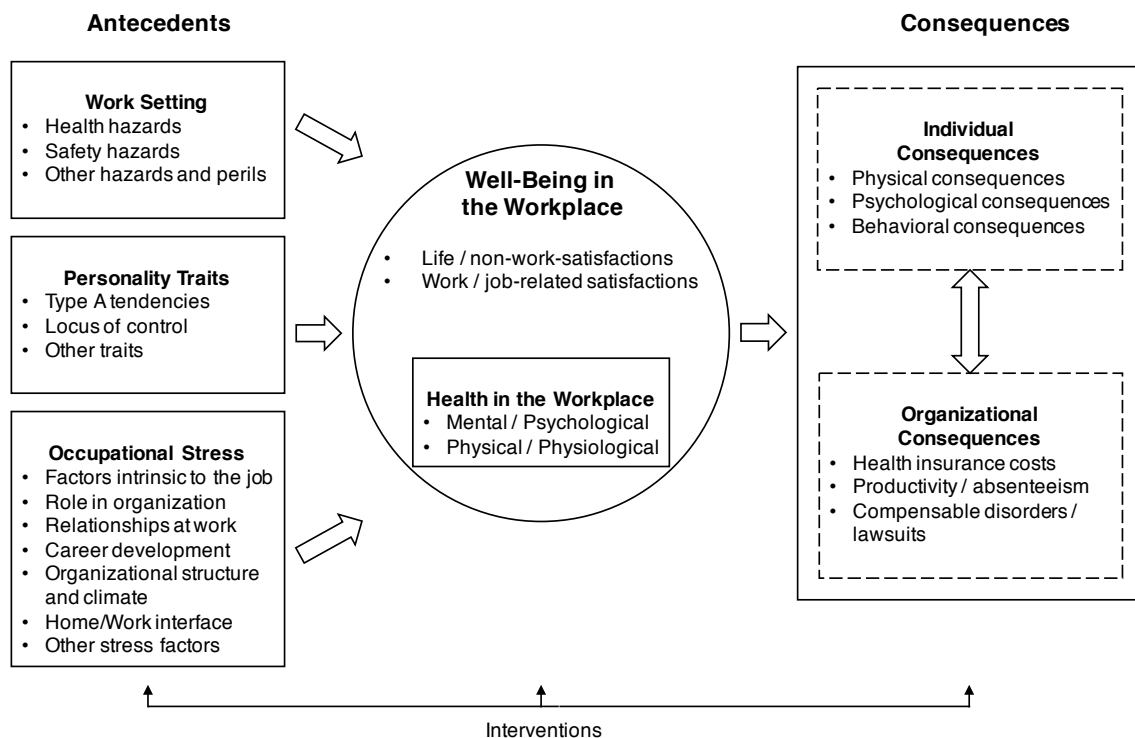 Antecedents
Work Setting
• Health hazards
• Safety hazards
• Other hazards and perils
Personality Traits
• Type A tendencies
• Locus of control
• Other traits
Occupational Stress
• Factors intrinsic to the job
• Role in organization
• Relationships at work
• Career development
• Organizational structure
and climate
• Home/Work interface
• Other stress factors
Well-Being in
the Workplace
• Life / non-work-satisfactions
• Work / job-related satisfactions
Health in the Workplace
• Mental / Psychological
• Physical / Physiological
Consequences
Individual
Consequences
• Physical consequences
• Psychological consequences
• Behavioral consequences
Organizational
Consequences
• Health insurance costs
• Productivity / absenteeism
• Compensable disorders /
lawsuits
Interventions